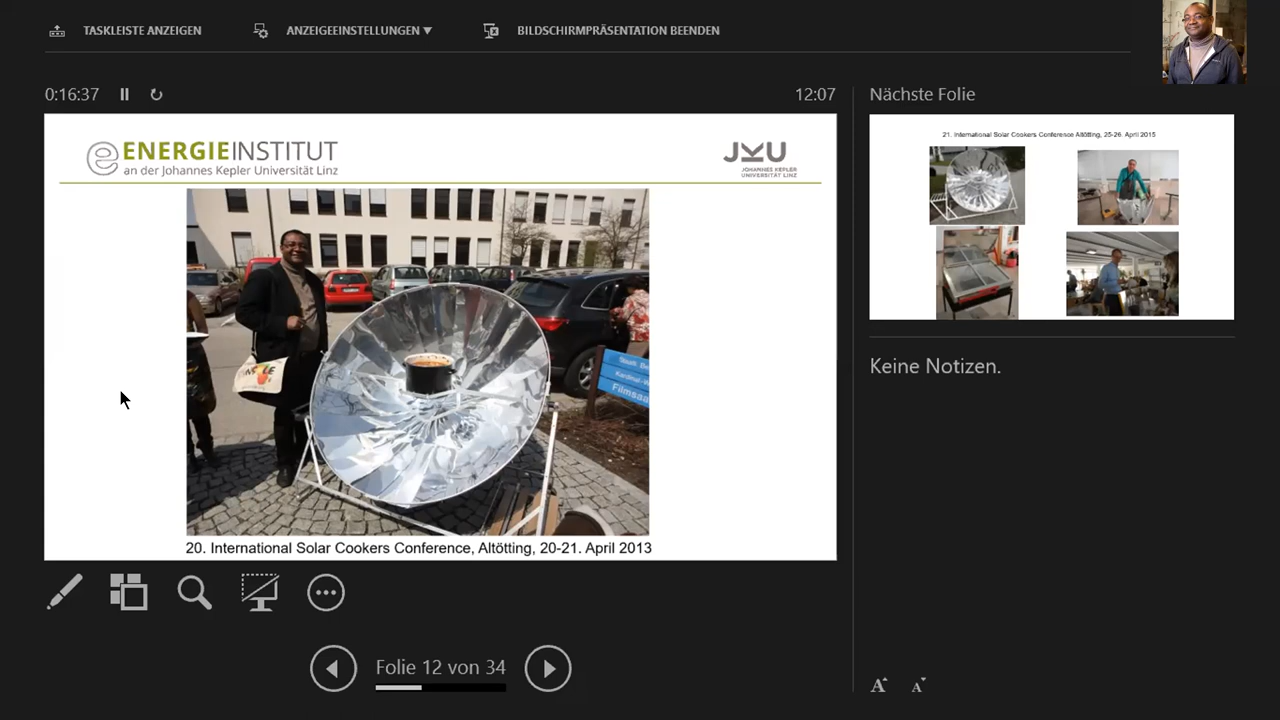 TASKLEISTE ANZEIGEN
ANZEIGEEINSTELLUNGEN
BILDSCHIRMPRÄSENTATION BEENDEN
0:16:37
12:07
ENERGIEINSTITUT
an der Johannes Kepler Universität Linz
JKU
JOHANNES KEPLER
UNIVERSITÄT LINZ
Filmsaa
20. International Solar Cookers Conference, Altötting, 20-21. April 2013
Folie 12 von 34
Nächste Folie
21. International Solar Cookers Conference Altötting, 25-26. April 2015
Keine Notizen.
A A